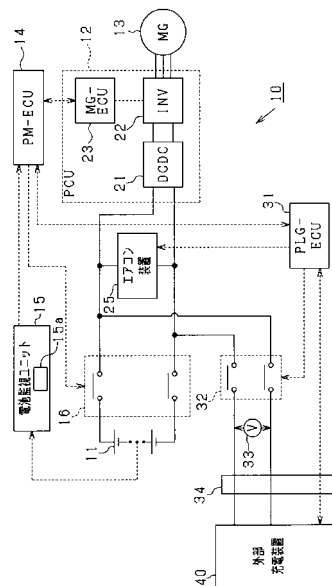 10
12
13
MG
14
PM-ECU
MG-
ECU
23
INV
22
DCDC
21
PCU
15
15a
電池監視ユニット
エアコン
装置
25
31
PLG-
ECU
16
11
32
V
33
34
40
外部
充電装置